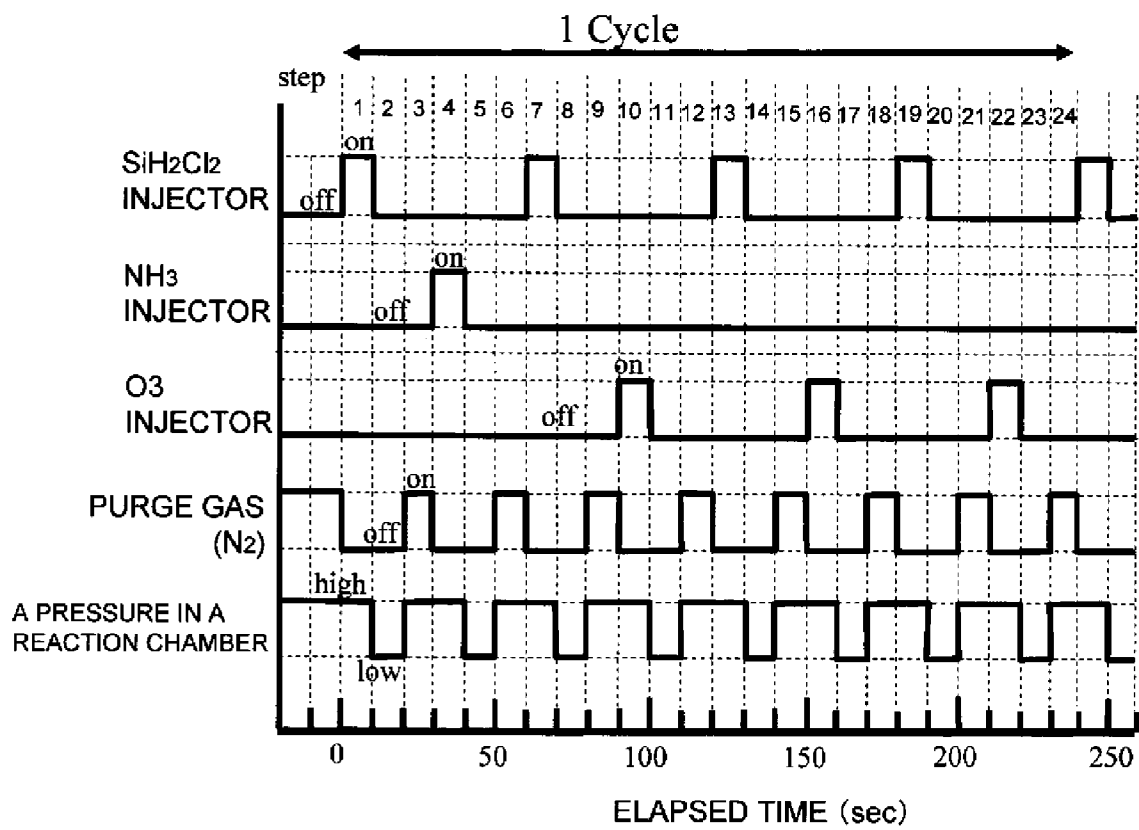 1 Cycle
step
1 2 3 4 5 6 7 8 9 10 11 12 13 14 15 16 17 18 19 20 21 22 23 24
on
SiH2Cl2
INJECTOR
off
on
NH3
INJECTOR
off
on
O3
INJECTOR
off
on
PURGE GAS
(N2)
off
high
A PRESSURE IN A
REACTION CHAMBER
low
0 50 100 150 200 250
ELAPSED TIME (sec)